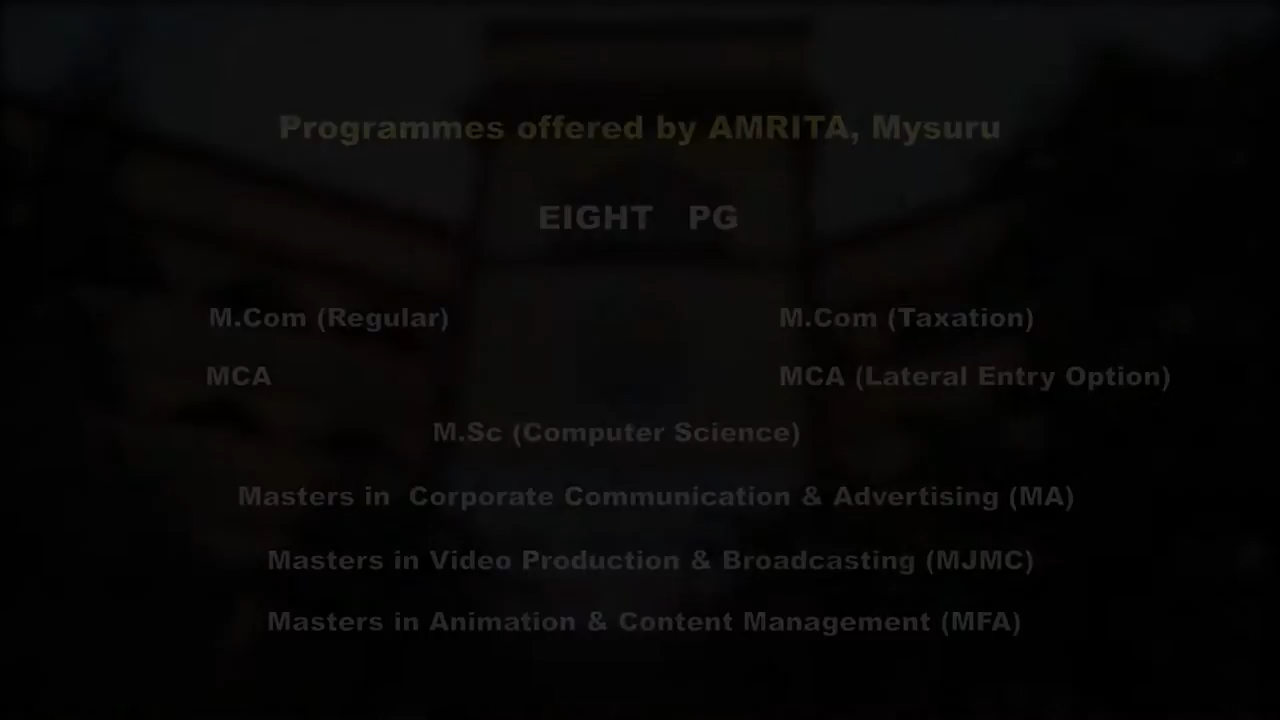 Programmes offered by AMRITA, Mysuru
EIGHT PG
M.Com (Regular) M.Com (Taxation)
MCA MCA (Lateral Entry Option)
M.Sc (Computer Science)
Masters in Corporate Communication & Advertising (MA)
Masters in Video Production & Broadcasting (MJMC)
Masters in Animation & Content Management (MFA)